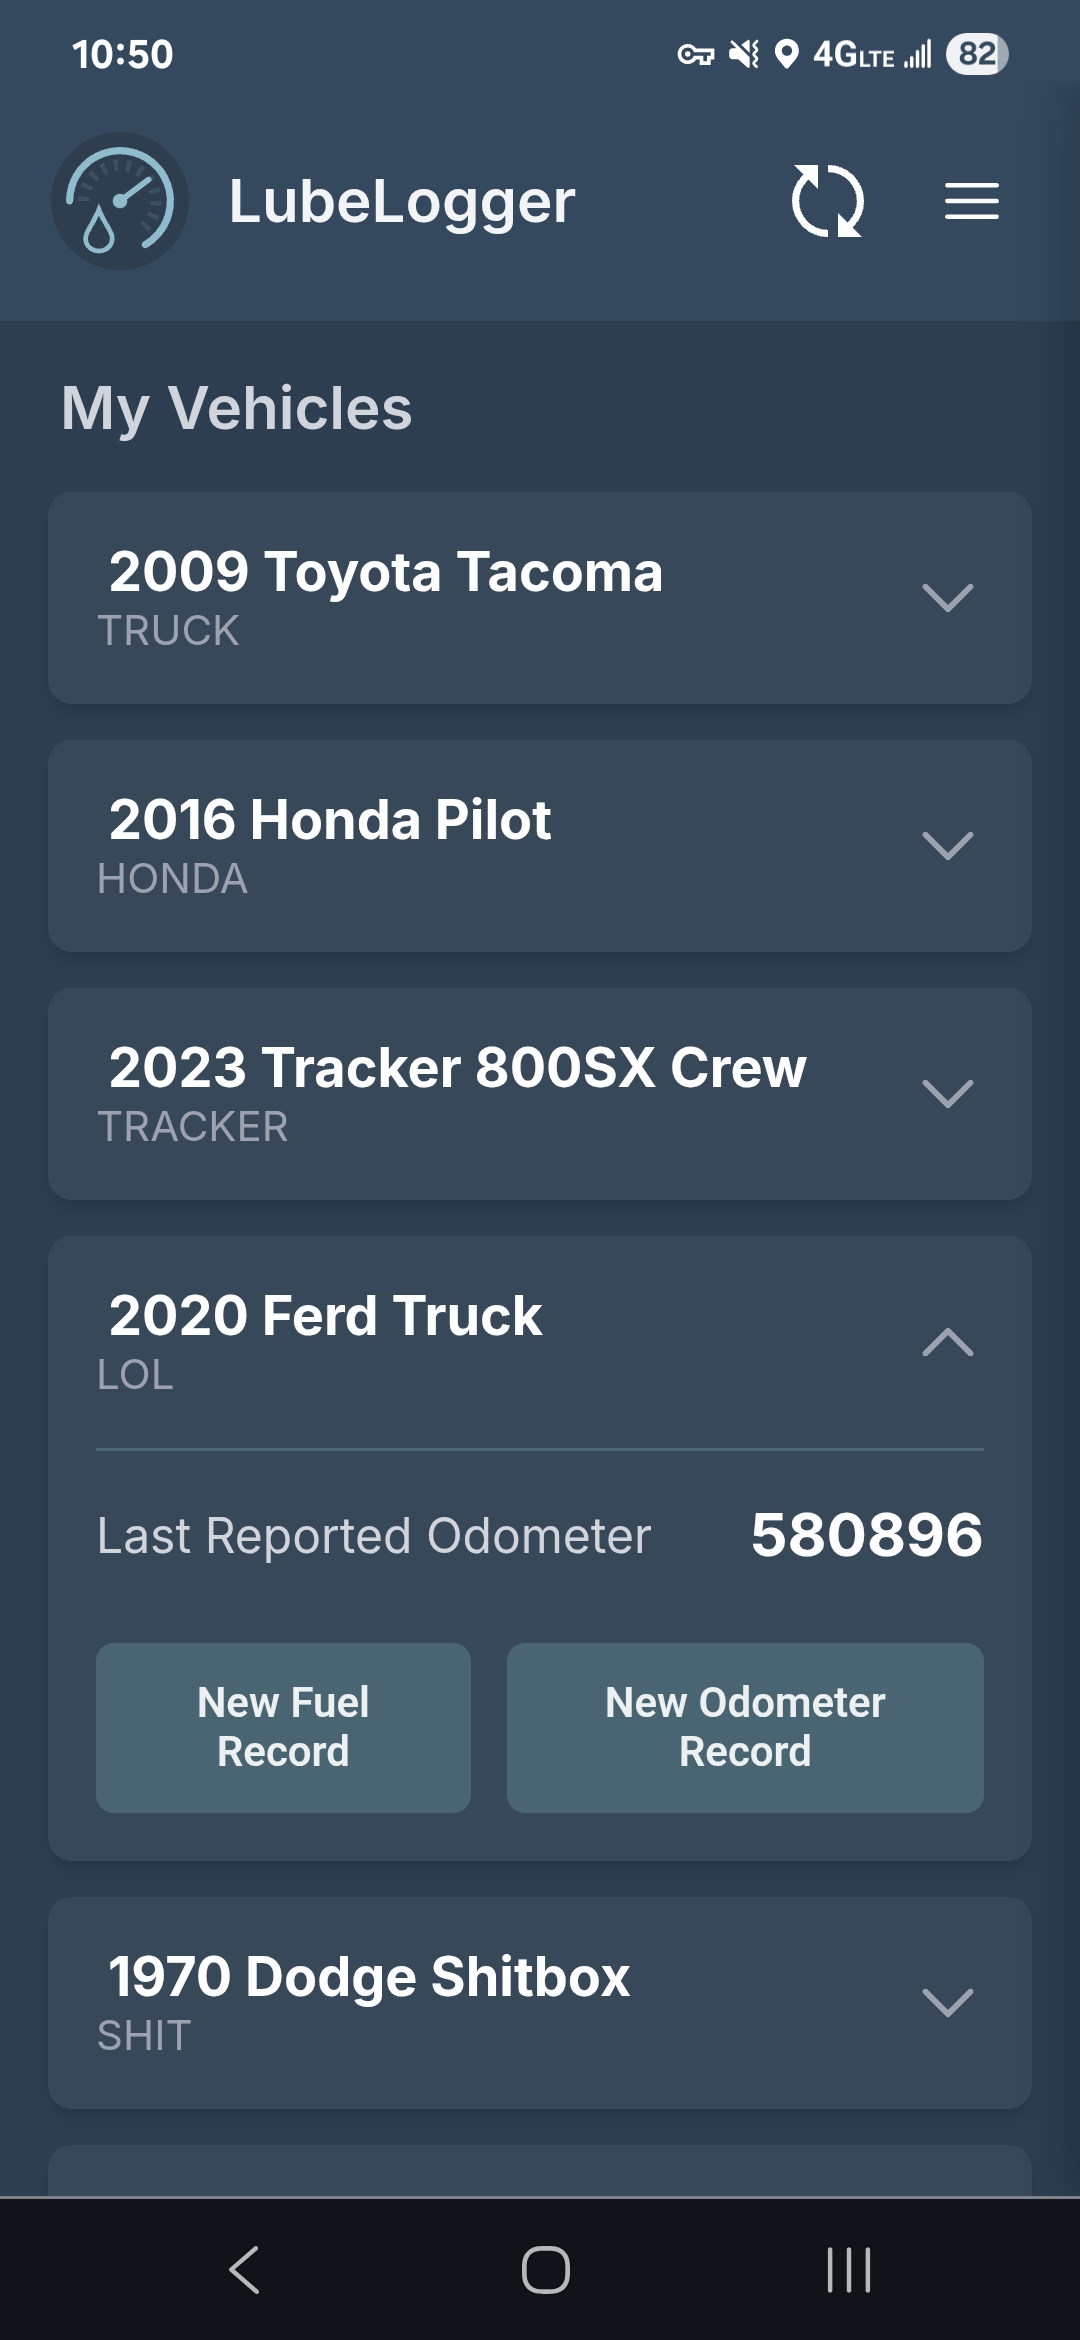 10:50
4G LTE
82
LubeLogger
My Vehicles
2009 Toyota Tacoma
TRUCK
2016 Honda Pilot
HONDA
2023 Tracker 800SX Crew
TRACKER
2020 Ferd Truck
LOL
Last Reported Odometer 580896
New Fuel
Record
New Odometer
Record
1970 Dodge Shitbox
SHIT